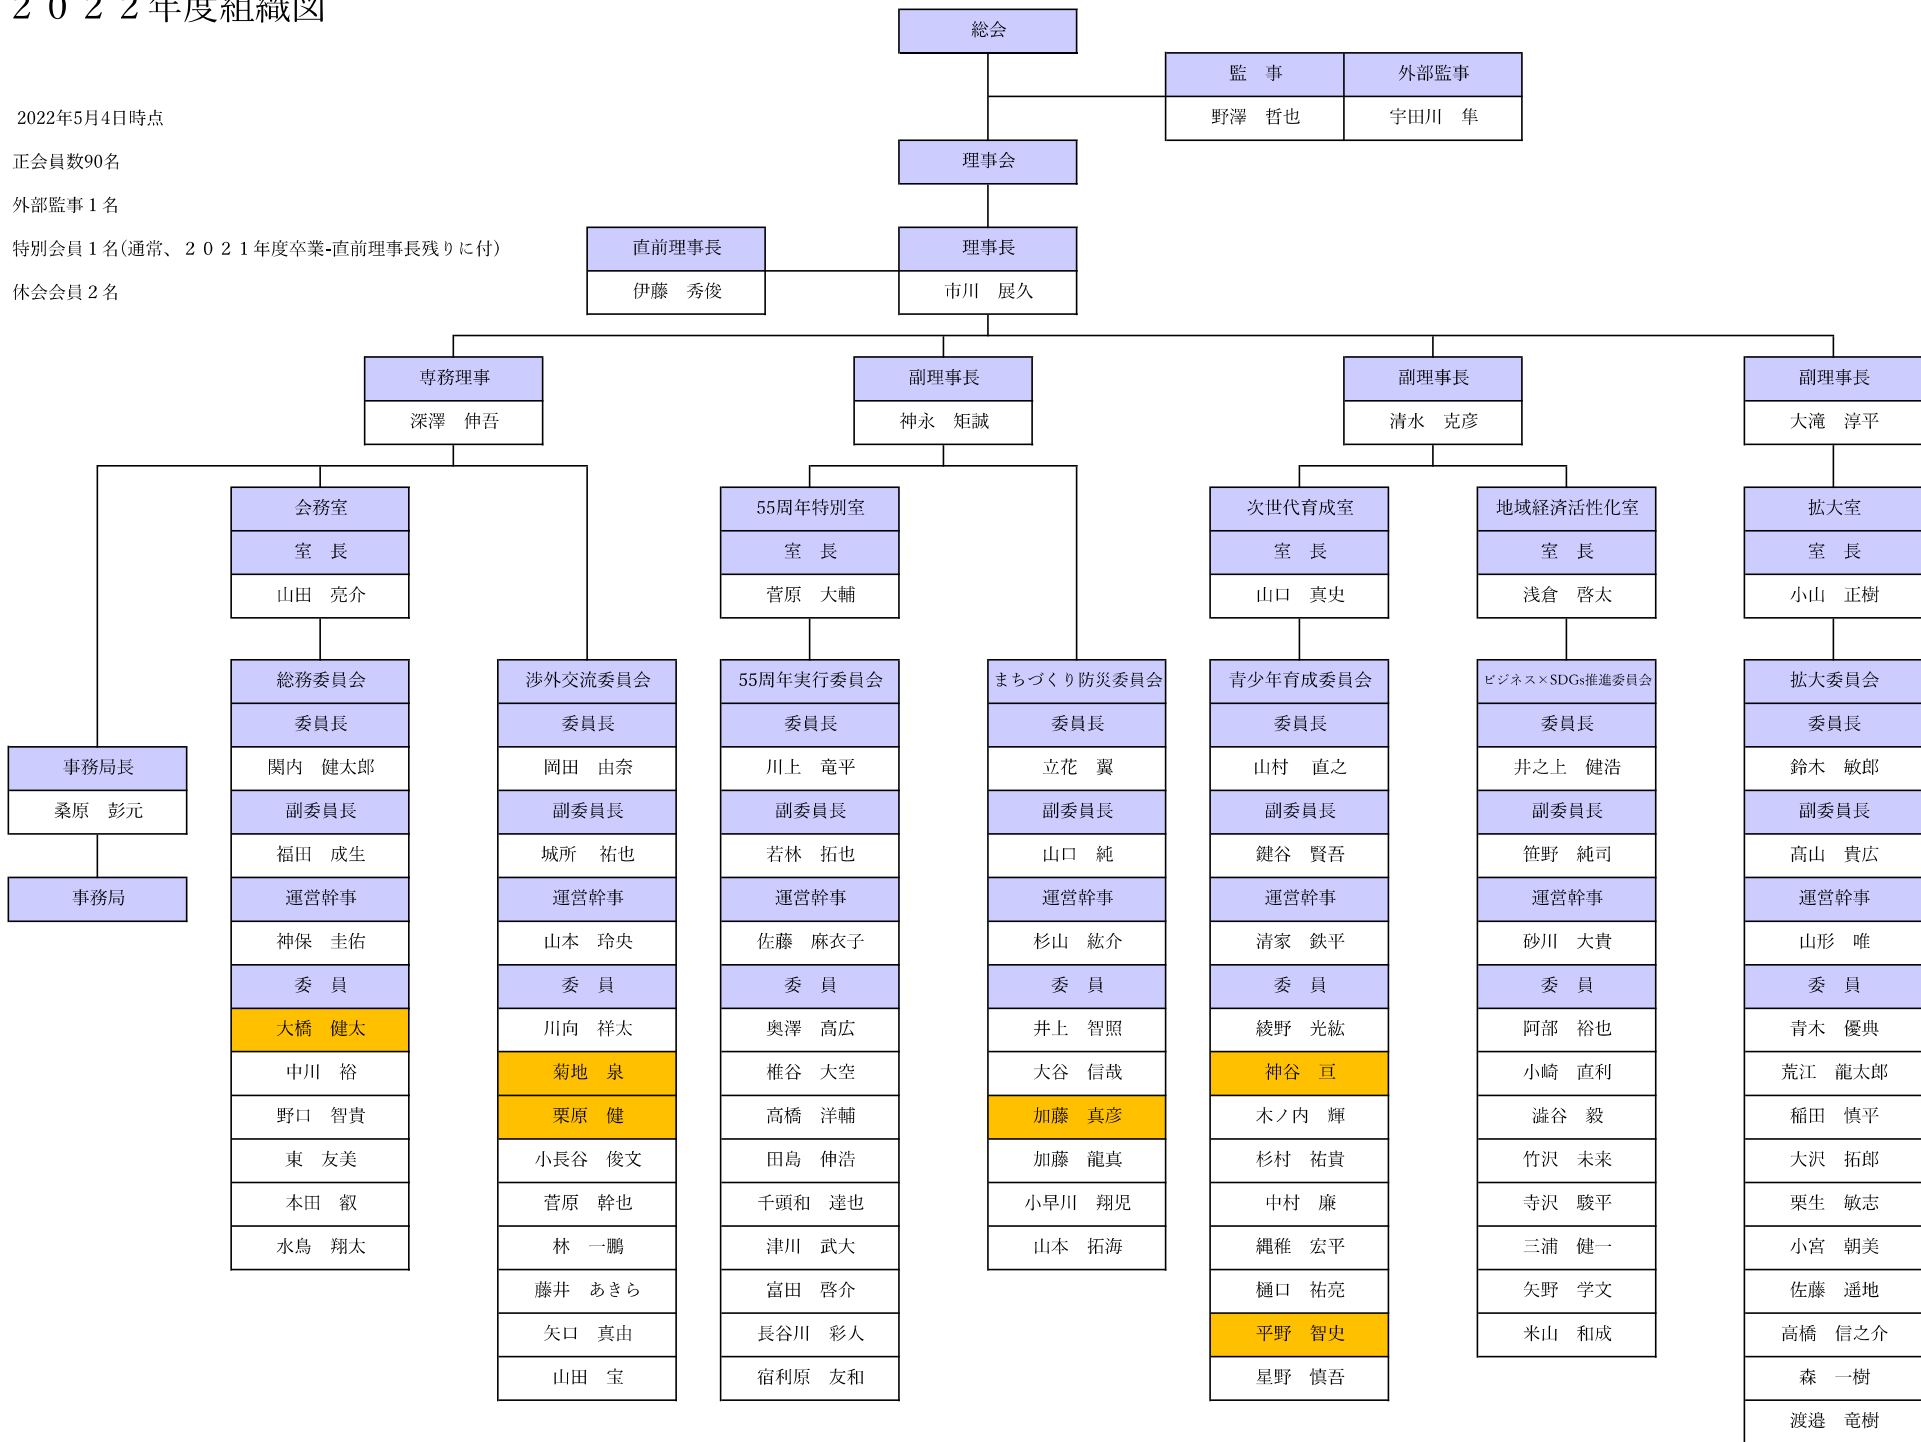 ２０２２年度組織図
総会
監　事
外部監事
野澤　哲也
宇田川　隼
2022年5月4日時点
正会員数90名
外部監事１名
特別会員１名(通常、２０２１年度卒業-直前理事長残りに付)
休会会員２名
理事会
直前理事長
伊藤　秀俊
理事長
市川　展久
専務理事
深澤　伸吾
副理事長
神永　矩誠
副理事長
清水　克彦
副理事長
大滝　淳平
会務室
室　長
山田　亮介
55周年特別室
室　長
菅原　大輔
次世代育成室
室　長
山口　真史
地域経済活性化室
室　長
浅倉　啓太
拡大室
室　長
小山　正樹
事務局長
桑原　彭元
事務局
総務委員会
委員長
関内　健太郎
副委員長
福田　成生
運営幹事
神保　圭佑
委　員
大橋　健太
中川　裕
野口　智貴
東　友美
本田　叡
水鳥　翔太
渉外交流委員会
委員長
岡田　由奈
副委員長
城所　祐也
運営幹事
山本　玲央
委　員
川向　祥太
菊地　泉
栗原　健
小長谷　俊文
菅原　幹也
林　一鵬
藤井　あきら
矢口　真由
山田　宝
55周年実行委員会
委員長
川上　竜平
副委員長
若林　拓也
運営幹事
佐藤　麻衣子
委　員
奥澤　高広
椎谷　大空
高橋　洋輔
田島　伸浩
千頭和　達也
津川　武大
富田　啓介
長谷川　彩人
宿利原　友和
まちづくり防災委員会
委員長
立花　翼
副委員長
山口　純
運営幹事
杉山　紘介
委　員
井上　智照
大谷　信哉
加藤　真彦
加藤　龍真
小早川　翔児
山本　拓海
青少年育成委員会
委員長
山村　直之
副委員長
鍵谷　賢吾
運営幹事
清家　鉄平
委　員
綾野　光紘
神谷　亘
木ノ内　輝
杉村　祐貴
中村　廉
縄稚　宏平
樋口　祐亮
平野　智史
星野　慎吾
ビジネス×SDGs推進委員会
委員長
井之上　健浩
副委員長
笹野　純司
運営幹事
砂川　大貴
委　員
阿部　裕也
小崎　直利
澁谷　毅
竹沢　未来
寺沢　駿平
三浦　健一
矢野　学文
米山　和成
拡大委員会
委員長
鈴木　敏郎
副委員長
髙山　貴広
運営幹事
山形　唯
委　員
青木　優典
荒江　龍太郎
稲田　慎平
大沢　拓郎
栗生　敏志
小宮　朝美
佐藤　遥地
高橋　信之介
森　一樹
渡邉　竜樹